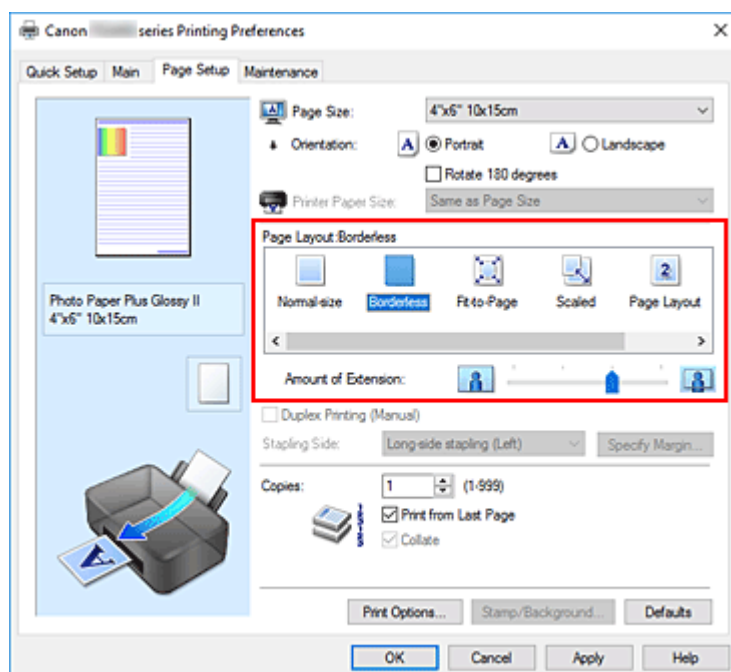 Canon series Printing Preferences
Quick Setup Main Page Setup Maintenance
Page Size: 4"x6" 10x15cm
Orientation: A Portrait A Landscape
Rotate 180 degrees
Printer Paper Size: Same as Page Size
Page Layout:Borderless
2
Normal-size Borderless Fit-to-Page Scaled Page Layout
Photo Paper Plus Glossy II
4"x6" 10x15cm
Amount of Extension:
Duplex Printing (Manual)
Stapling Side: Long-side stapling (Left) Specify Margin...
Copies: 1 (1-999)
Print from Last Page
Collate
A
Print Options... Stamp/Background... Defaults
OK Cancel Apply Help